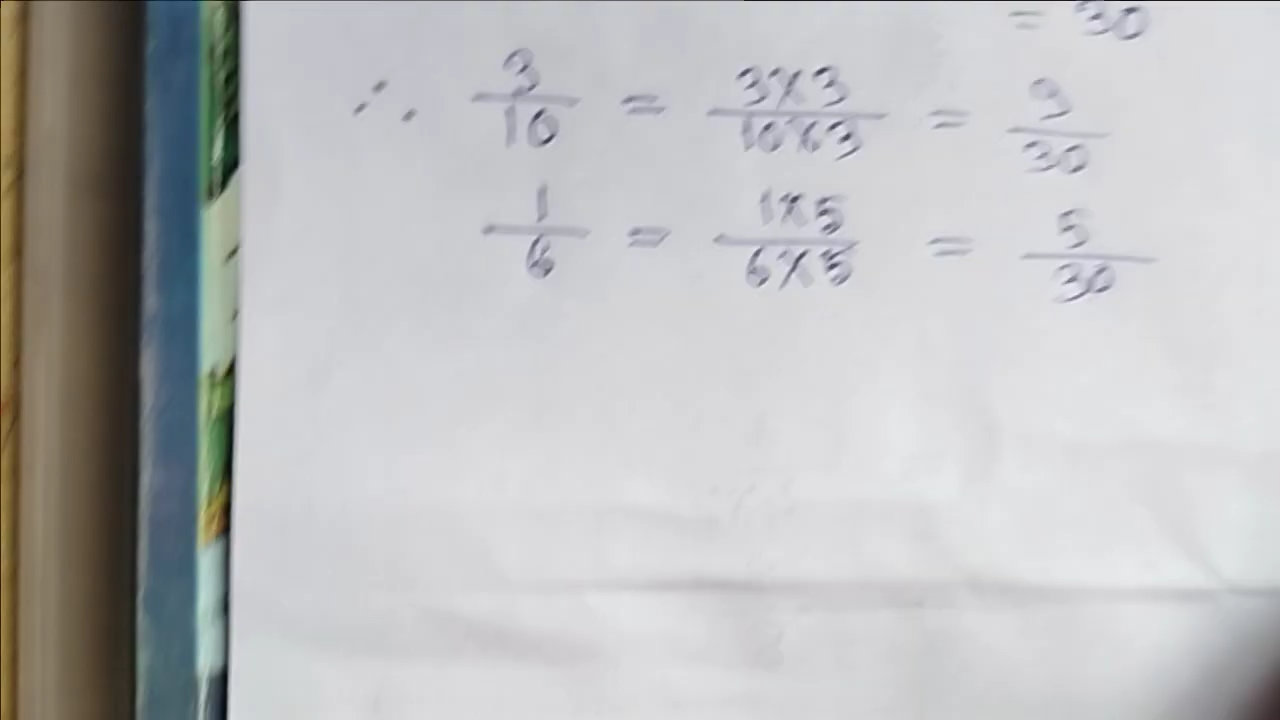 = 30
∴ 3/10 = 3×3/10×3 = 9/30
1/6 = 1×5/6×5 = 5/30